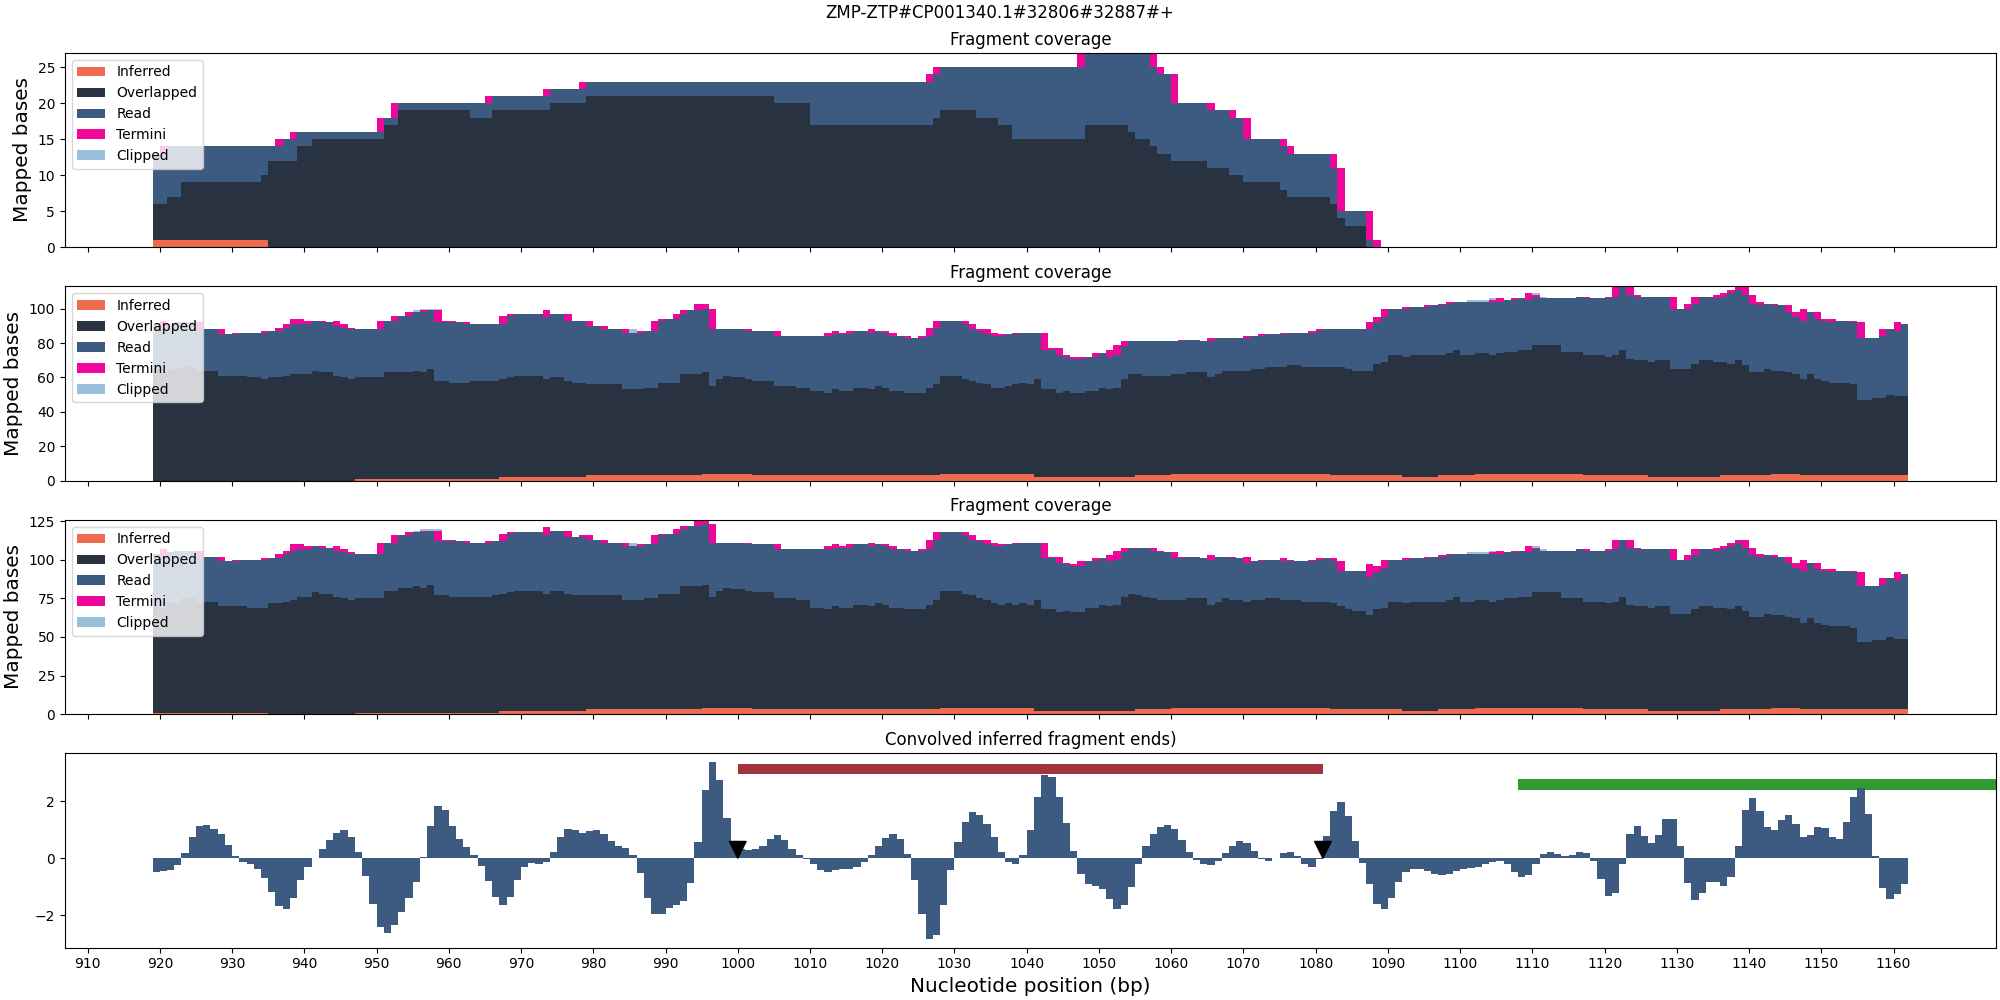 ZMP-ZTP#CP001340.1#32806#32887#+
Fragment coverage
Mapped bases
25
20
15
10
5
0
Inferred
Overlapped
Read
Termini
Clipped
Fragment coverage
Mapped bases
100
80
60
40
20
0
Inferred
Overlapped
Read
Termini
Clipped
Fragment coverage
Mapped bases
125
100
75
50
25
0
Inferred
Overlapped
Read
Termini
Clipped
Convolved inferred fragment ends)
2
0
−2
910 920 930 940 950 960 970 980 990 1000 1010 1020 1030 1040 1050 1060 1070 1080 1090 1100 1110 1120 1130 1140 1150 1160
Nucleotide position (bp)